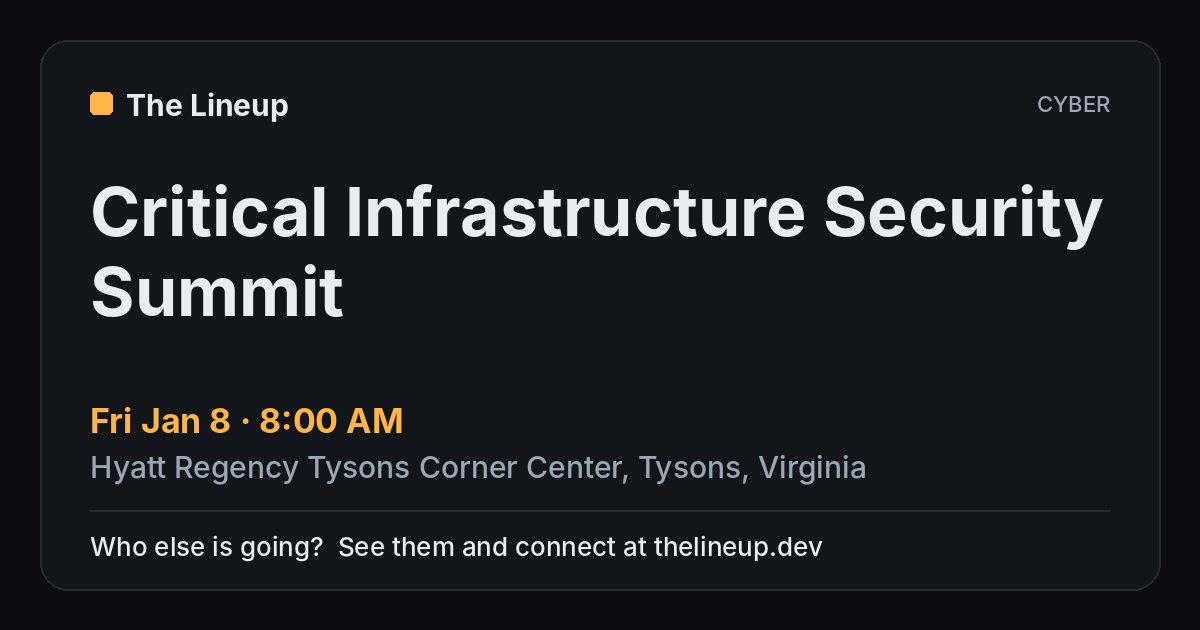 The Lineup
CYBER
Critical Infrastructure Security
Summit
Fri Jan 8 · 8:00 AM
Hyatt Regency Tysons Corner Center, Tysons, Virginia
Who else is going? See them and connect at thelineup.dev